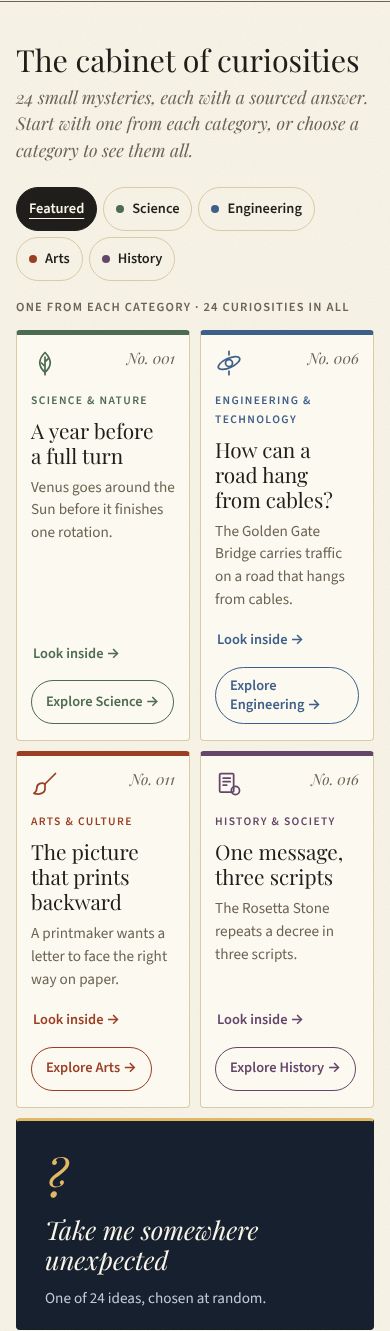 The cabinet of curiosities
24 small mysteries, each with a sourced answer.
Start with one from each category, or choose a
category to see them all.
Featured
Science
Engineering
Arts
History
ONE FROM EACH CATEGORY · 24 CURIOSITIES IN ALL
No. 001
SCIENCE & NATURE
A year before
a full turn
Venus goes around the
Sun before it finishes
one rotation.
Look inside →
Explore Science →
No. 006
ENGINEERING &
TECHNOLOGY
How can a
road hang
from cables?
The Golden Gate
Bridge carries traffic
on a road that hangs
from cables.
Look inside →
Explore
Engineering →
No. 011
ARTS & CULTURE
The picture
that prints
backward
A printmaker wants a
letter to face the right
way on paper.
Look inside →
Explore Arts →
No. 016
HISTORY & SOCIETY
One message,
three scripts
The Rosetta Stone
repeats a decree in
three scripts.
Look inside →
Explore History →
?
Take me somewhere
unexpected
One of 24 ideas, chosen at random.